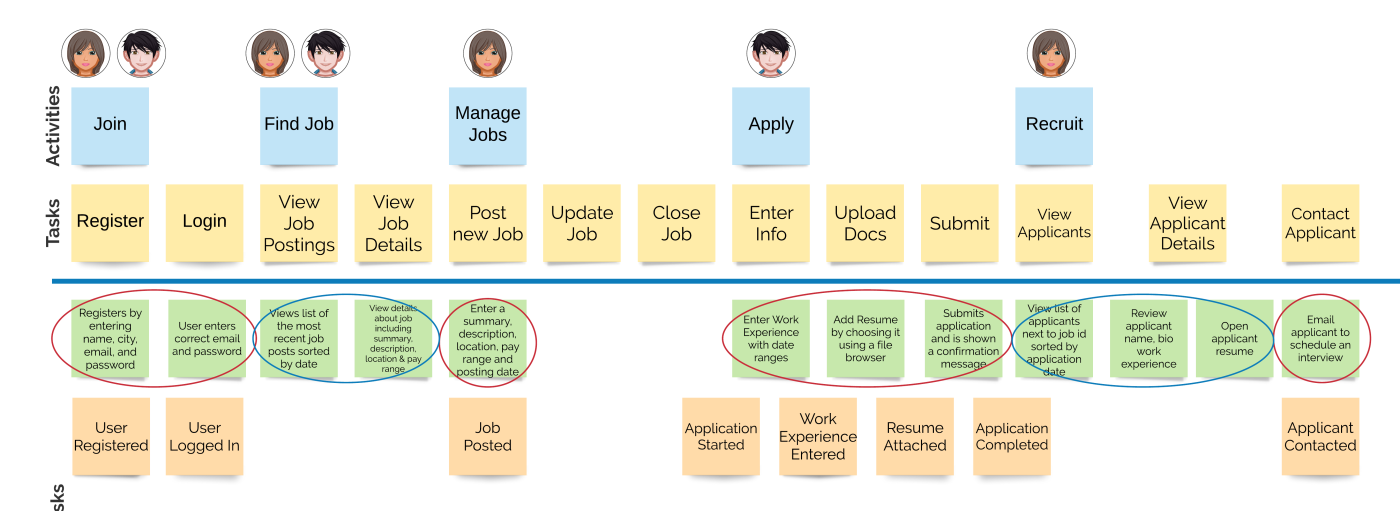 Activities
Join
Find Job
Manage
Jobs
Apply
Recruit
Tasks
Register
Login
View
Job
Postings
View
Job
Details
Post
new Job
Update
Job
Close
Job
Enter
Info
Upload
Docs
Submit
View
Applicants
View
Applicant
Details
Contact
Applicant
Registers by
entering
name, city,
email, and
password
User enters
correct email
and password
Views list of
the most
recent job
posts sorted
by date
View details
about job
including
summary,
description,
location & pay
range
Enter a
summary,
description,
location, pay
range and
posting date
Enter Work
Experience
with date
ranges
Add Resume
by choosing it
using a file
browser
Submits
application
and is shown
a confirmation
message
View list of
applicants
next to job id
sorted by
application
date
Review
applicant
name, bio
work
experience
Open
applicant
resume
Email
applicant to
schedule an
interview
User
Registered
User
Logged In
Job
Posted
Application
Started
Work
Experience
Entered
Resume
Attached
Application
Completed
Applicant
Contacted
sks